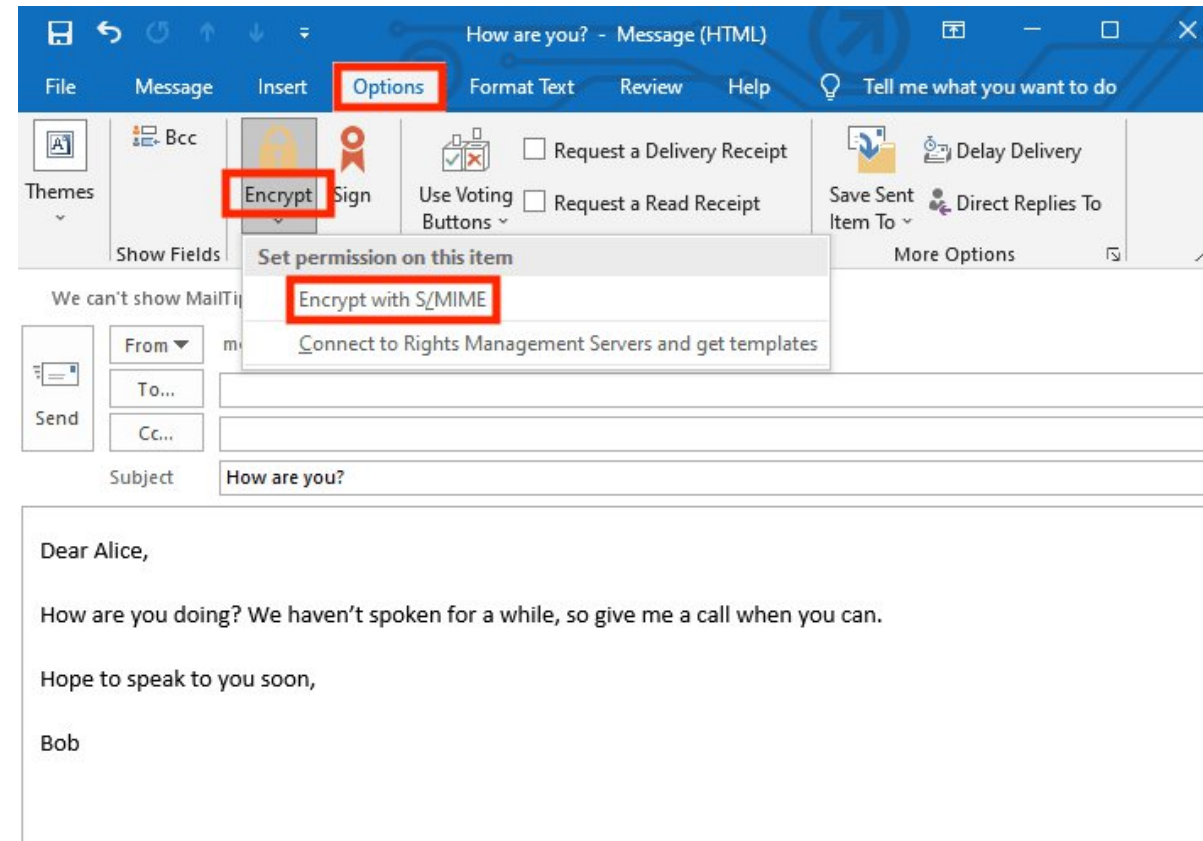 How are you? - Message (HTML)
File Message Insert Options Format Text Review Help Tell me what you want to do
Themes
Bcc
Show Fields
Encrypt
Sign
Use Voting
Buttons
Request a Delivery Receipt
Request a Read Receipt
Save Sent
Item To
Delay Delivery
Direct Replies To
More Options
Set permission on this item
Encrypt with S/MIME
Connect to Rights Management Servers and get templates
We can't show
From
Send
To...
Cc...
Subject How are you?
Dear Alice,
How are you doing? We haven't spoken for a while, so give me a call when you can.
Hope to speak to you soon,
Bob